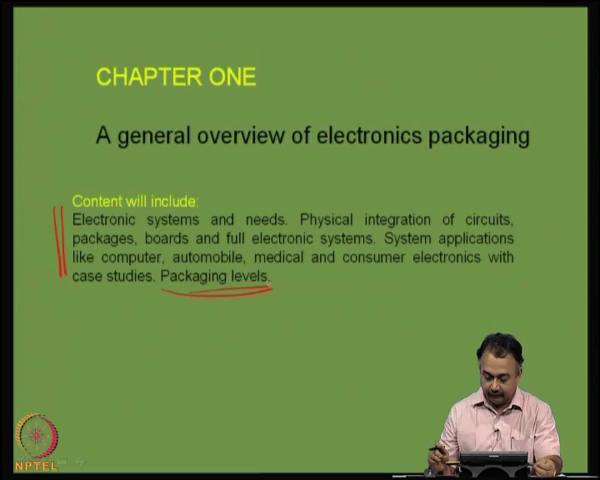 CHAPTER ONE
A general overview of electronics packaging
Content will include:
Electronic systems and needs. Physical integration of circuits,
packages, boards and full electronic systems. System applications
like computer, automobile, medical and consumer electronics with
case studies. Packaging levels.
NPTEL